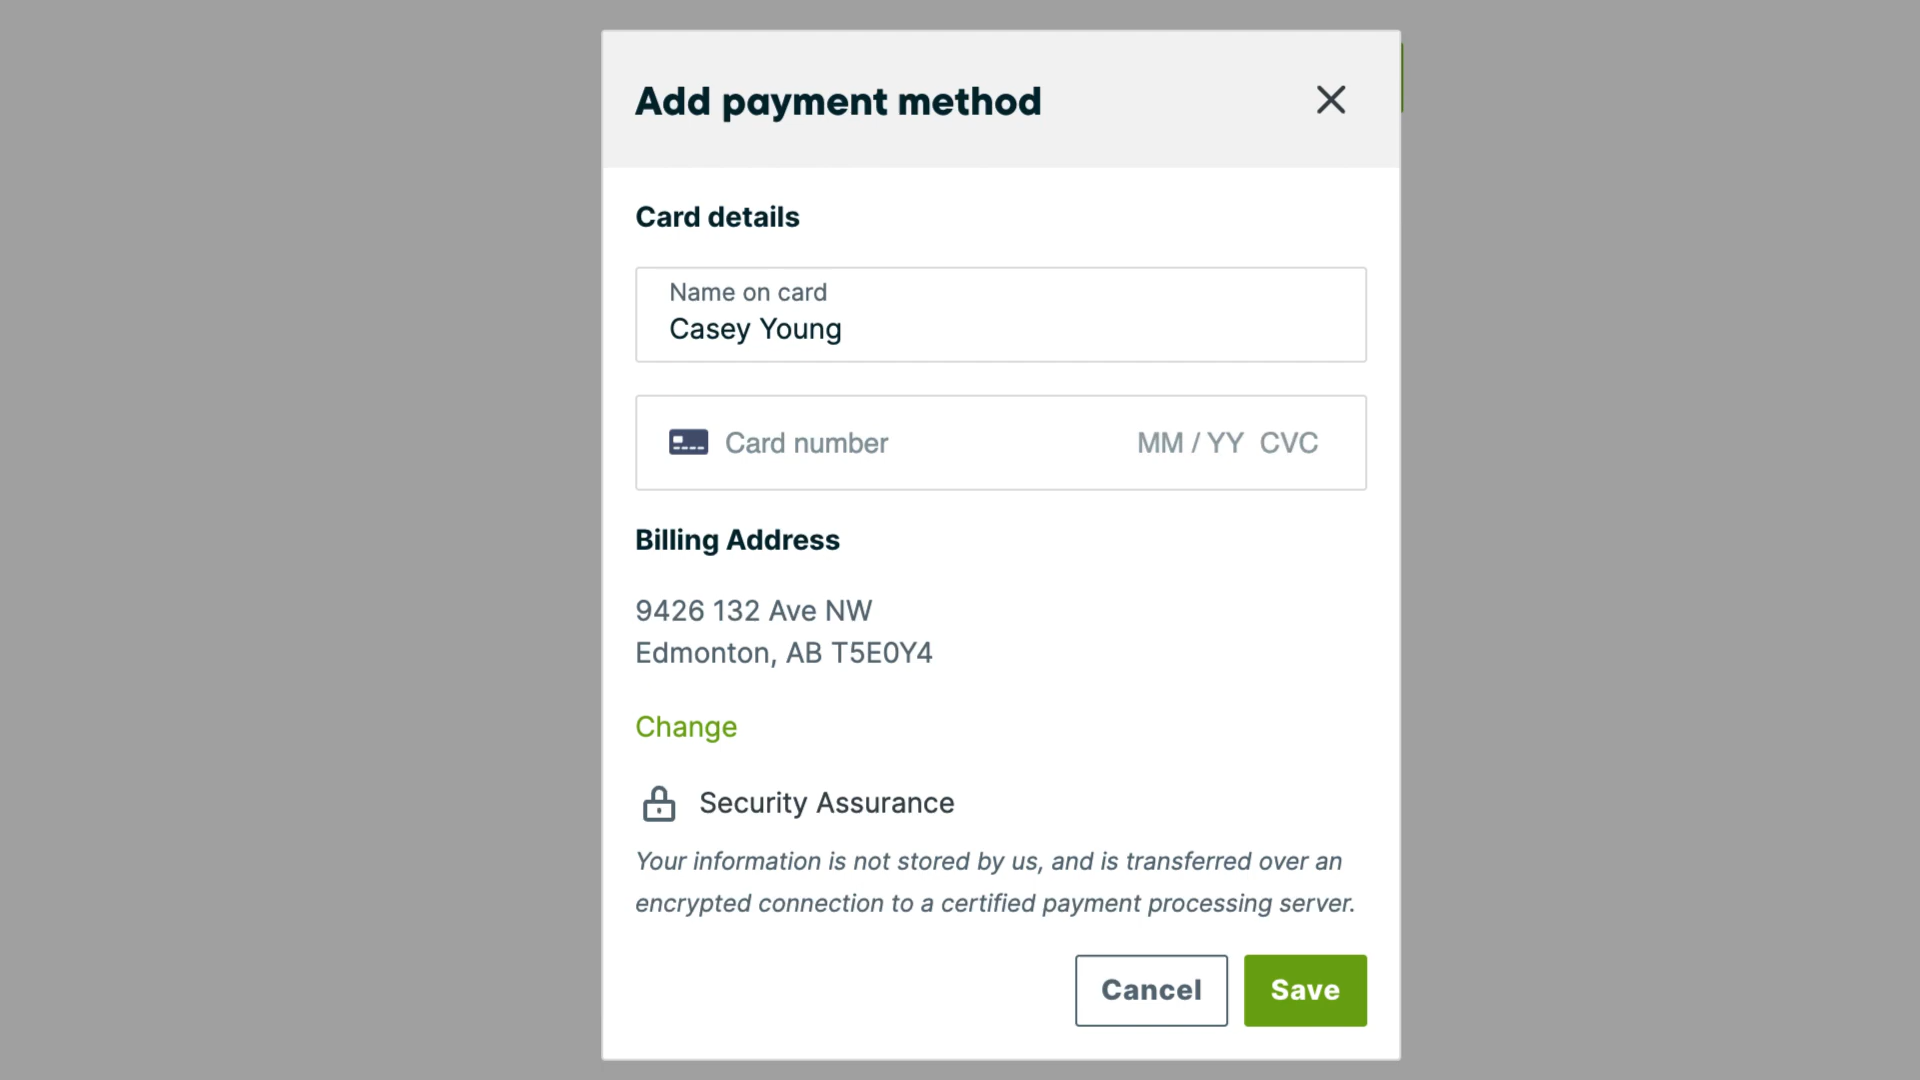 Add payment method
Card details
Name on card
Casey Young
Card number MM / YY CVC
Billing Address
9426 132 Ave NW
Edmonton, AB T5E0Y4
Change
Security Assurance
Your information is not stored by us, and is transferred over an
encrypted connection to a certified payment processing server.
Cancel Save